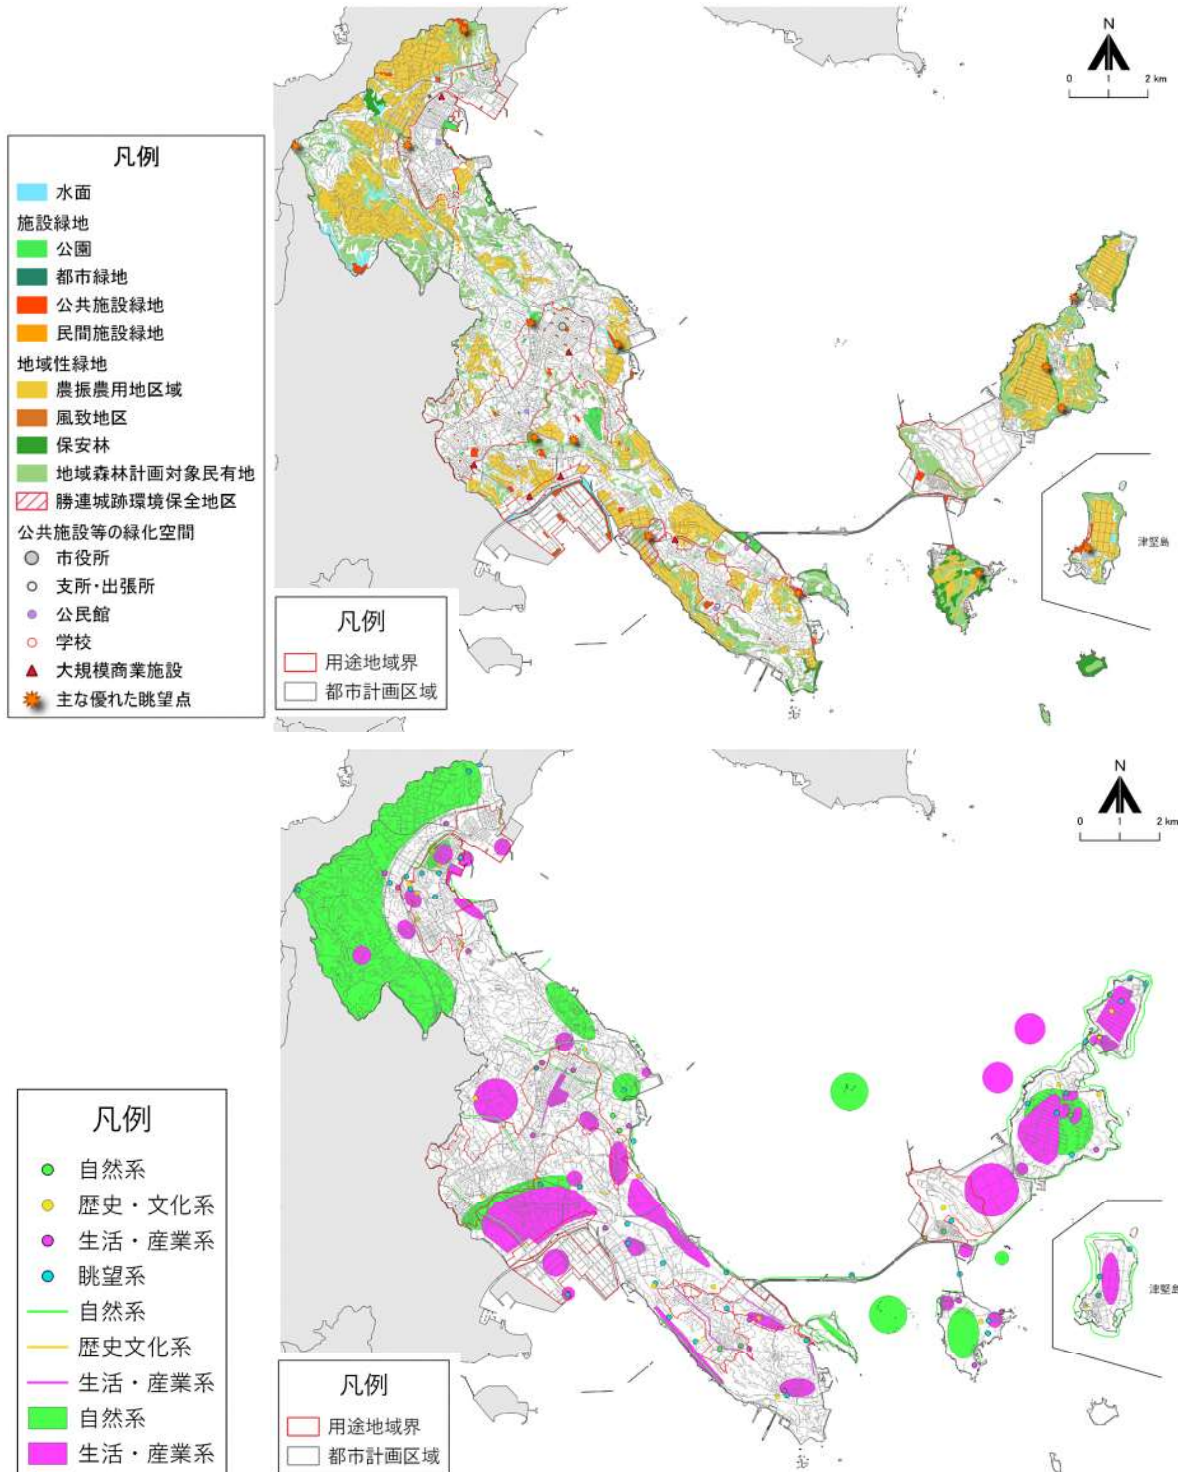 N
0 1 2 km
凡例
水面
施設緑地
公園
都市緑地
公共施設緑地
民間施設緑地
地域性緑地
農振農用地区域
風致地区
保安林
地域森林計画対象民有地
勝連城跡環境保全地区
公共施設等の緑化空間
市役所
支所・出張所
公民館
学校
大規模商業施設
主な優れた眺望点
凡例
用途地域界
都市計画区域
津堅島
N
0 1 2 km
凡例
自然系
歴史・文化系
生活・産業系
眺望系
自然系
歴史文化系
生活・産業系
自然系
生活・産業系
凡例
用途地域界
都市計画区域
津堅島